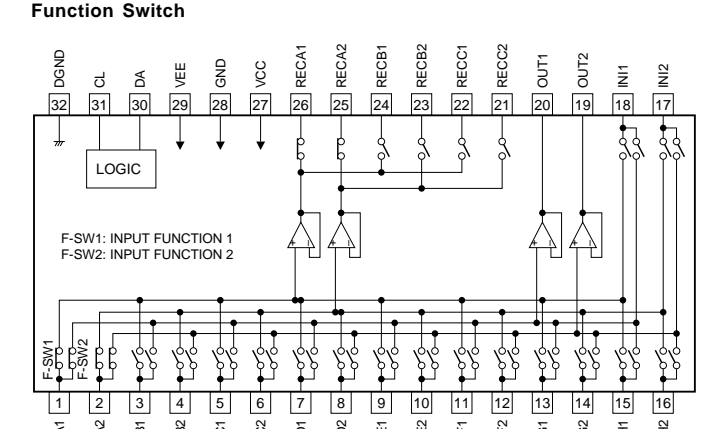 Function Switch
DGND CL DA VEE GND VCC RECA1 RECA2 RECB1 RECB2 RECC1 RECC2 OUT1 OUT2 INI1 INI2
32 31 30 29 28 27 26 25 24 23 22 21 20 19 18 17
LOGIC
F-SW1: INPUT FUNCTION 1
F-SW2: INPUT FUNCTION 2
+ − + − + − + −
F-SW1 F-SW2
1 2 3 4 5 6 7 8 9 10 11 12 13 14 15 16